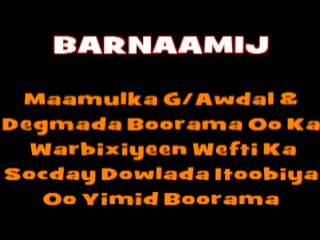 BARNAAMIJ
Maamulka G/Awdal &
Degmada Boorama Oo Ka
Warbixiyeen Wefti Ka
Socday Dowlada Itoobiya
Oo Yimid Boorama